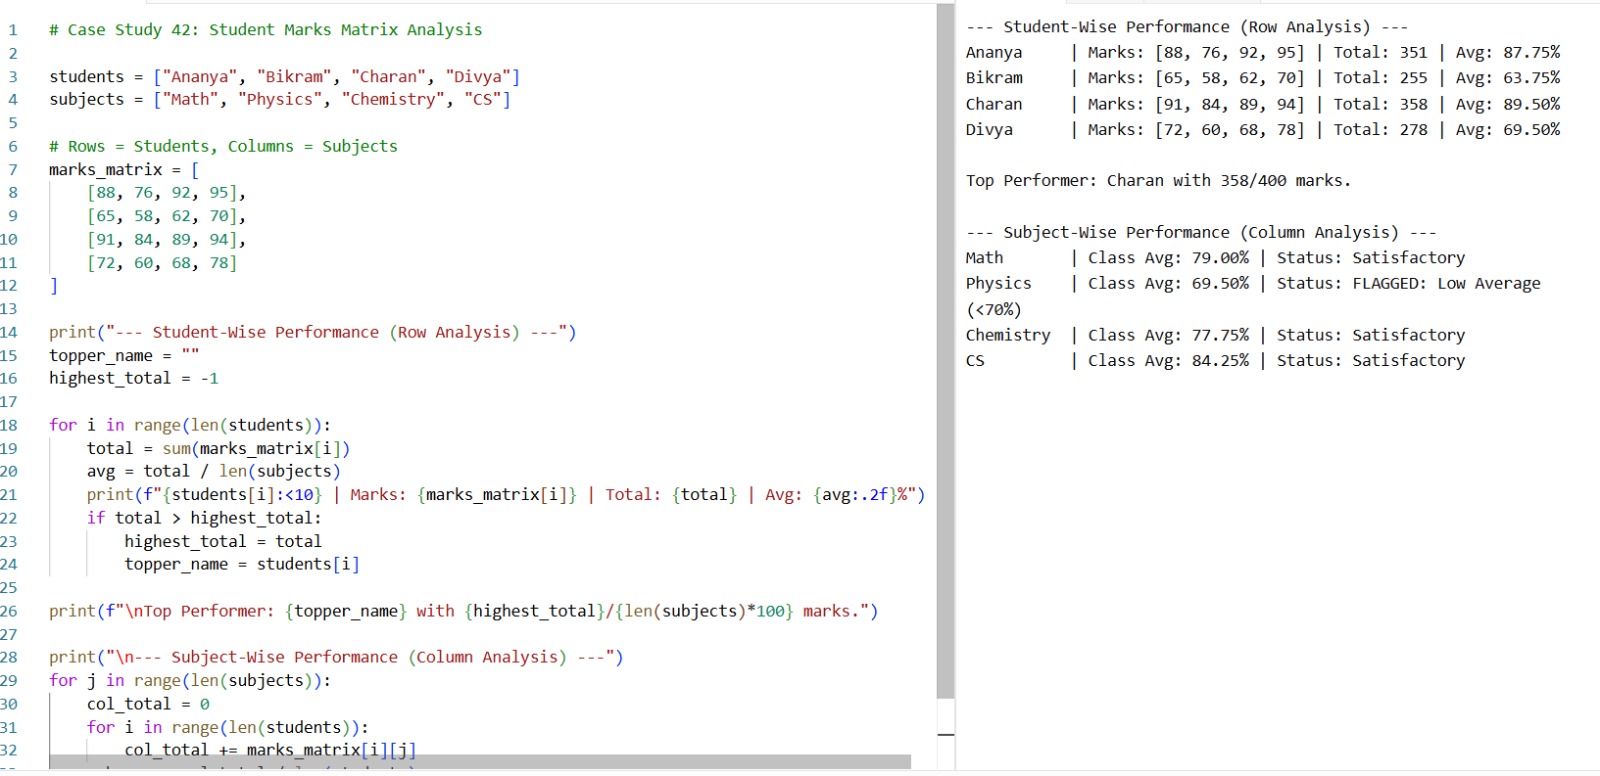 1 # Case Study 42: Student Marks Matrix Analysis
2
3 students = ["Ananya", "Bikram", "Charan", "Divya"]
4 subjects = ["Math", "Physics", "Chemistry", "CS"]
5
6 # Rows = Students, Columns = Subjects
7 marks_matrix = [
8     [88, 76, 92, 95],
9     [65, 58, 62, 70],
10     [91, 84, 89, 94],
11     [72, 60, 68, 78]
12 ]
13
14 print("--- Student-Wise Performance (Row Analysis) ---")
15 topper_name = ""
16 highest_total = -1
17
18 for i in range(len(students)):
19     total = sum(marks_matrix[i])
20     avg = total / len(subjects)
21     print(f"{students[i]:<10} | Marks: {marks_matrix[i]} | Total: {total} | Avg: {avg:.2f}%")
22     if total > highest_total:
23         highest_total = total
24         topper_name = students[i]
25
26 print(f"\nTop Performer: {topper_name} with {highest_total}/{len(subjects)*100} marks.")
27
28 print("\n--- Subject-Wise Performance (Column Analysis) ---")
29 for j in range(len(subjects)):
30     col_total = 0
31     for i in range(len(students)):
32         col_total += marks_matrix[i][j]
--- Student-Wise Performance (Row Analysis) ---
Ananya     | Marks: [88, 76, 92, 95] | Total: 351 | Avg: 87.75%
Bikram     | Marks: [65, 58, 62, 70] | Total: 255 | Avg: 63.75%
Charan     | Marks: [91, 84, 89, 94] | Total: 358 | Avg: 89.50%
Divya      | Marks: [72, 60, 68, 78] | Total: 278 | Avg: 69.50%
Top Performer: Charan with 358/400 marks.
--- Subject-Wise Performance (Column Analysis) ---
Math       | Class Avg: 79.00% | Status: Satisfactory
Physics    | Class Avg: 69.50% | Status: FLAGGED: Low Average
(<70%)
Chemistry  | Class Avg: 77.75% | Status: Satisfactory
CS         | Class Avg: 84.25% | Status: Satisfactory